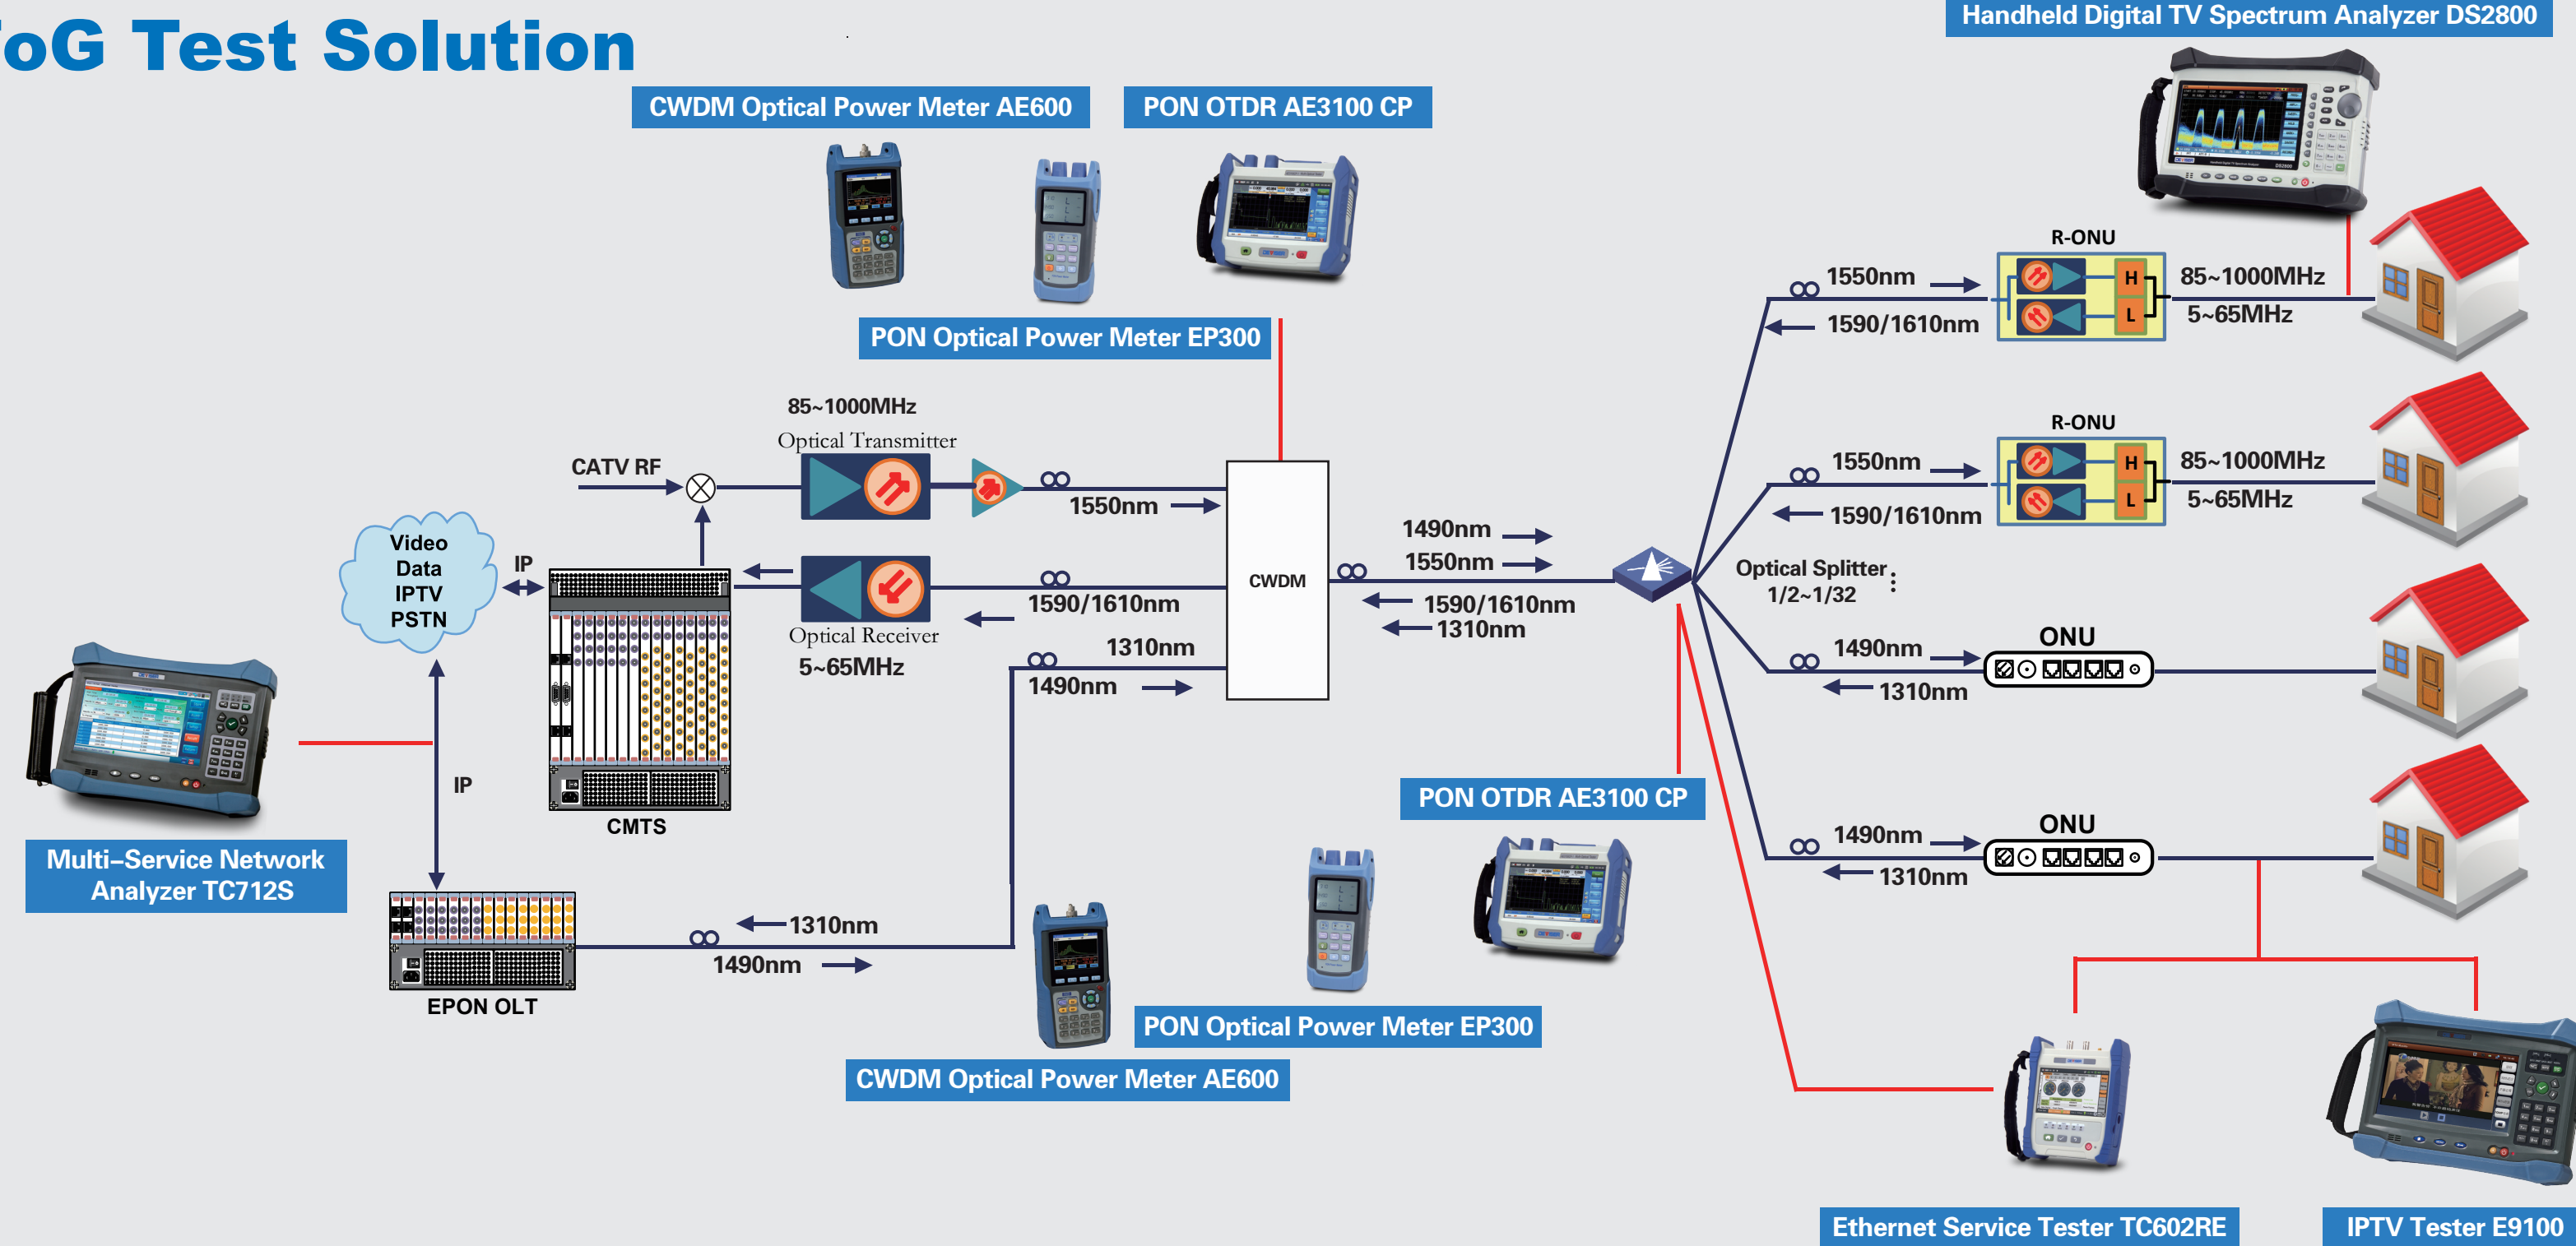 oG Test Solution
Handheld Digital TV Spectrum Analyzer DS2800
CWDM Optical Power Meter AE600
PON OTDR AE3100 CP
PON Optical Power Meter EP300
R-ONU
1550nm
85~1000MHz
H
L
1590/1610nm
5~65MHz
85~1000MHz
Optical Transmitter
CATV RF
1550nm
R-ONU
1550nm
85~1000MHz
H
L
1590/1610nm
5~65MHz
Video
Data
IPTV
PSTN
IP
1590/1610nm
Optical Receiver
5~65MHz
1310nm
1490nm
CWDM
1490nm
1550nm
1590/1610nm
1310nm
Optical Splitter
1/2~1/32
ONU
1490nm
1310nm
IP
CMTS
PON OTDR AE3100 CP
ONU
1490nm
1310nm
Multi–Service Network
Analyzer TC712S
1310nm
1490nm
EPON OLT
PON Optical Power Meter EP300
CWDM Optical Power Meter AE600
Ethernet Service Tester TC602RE
IPTV Tester E9100